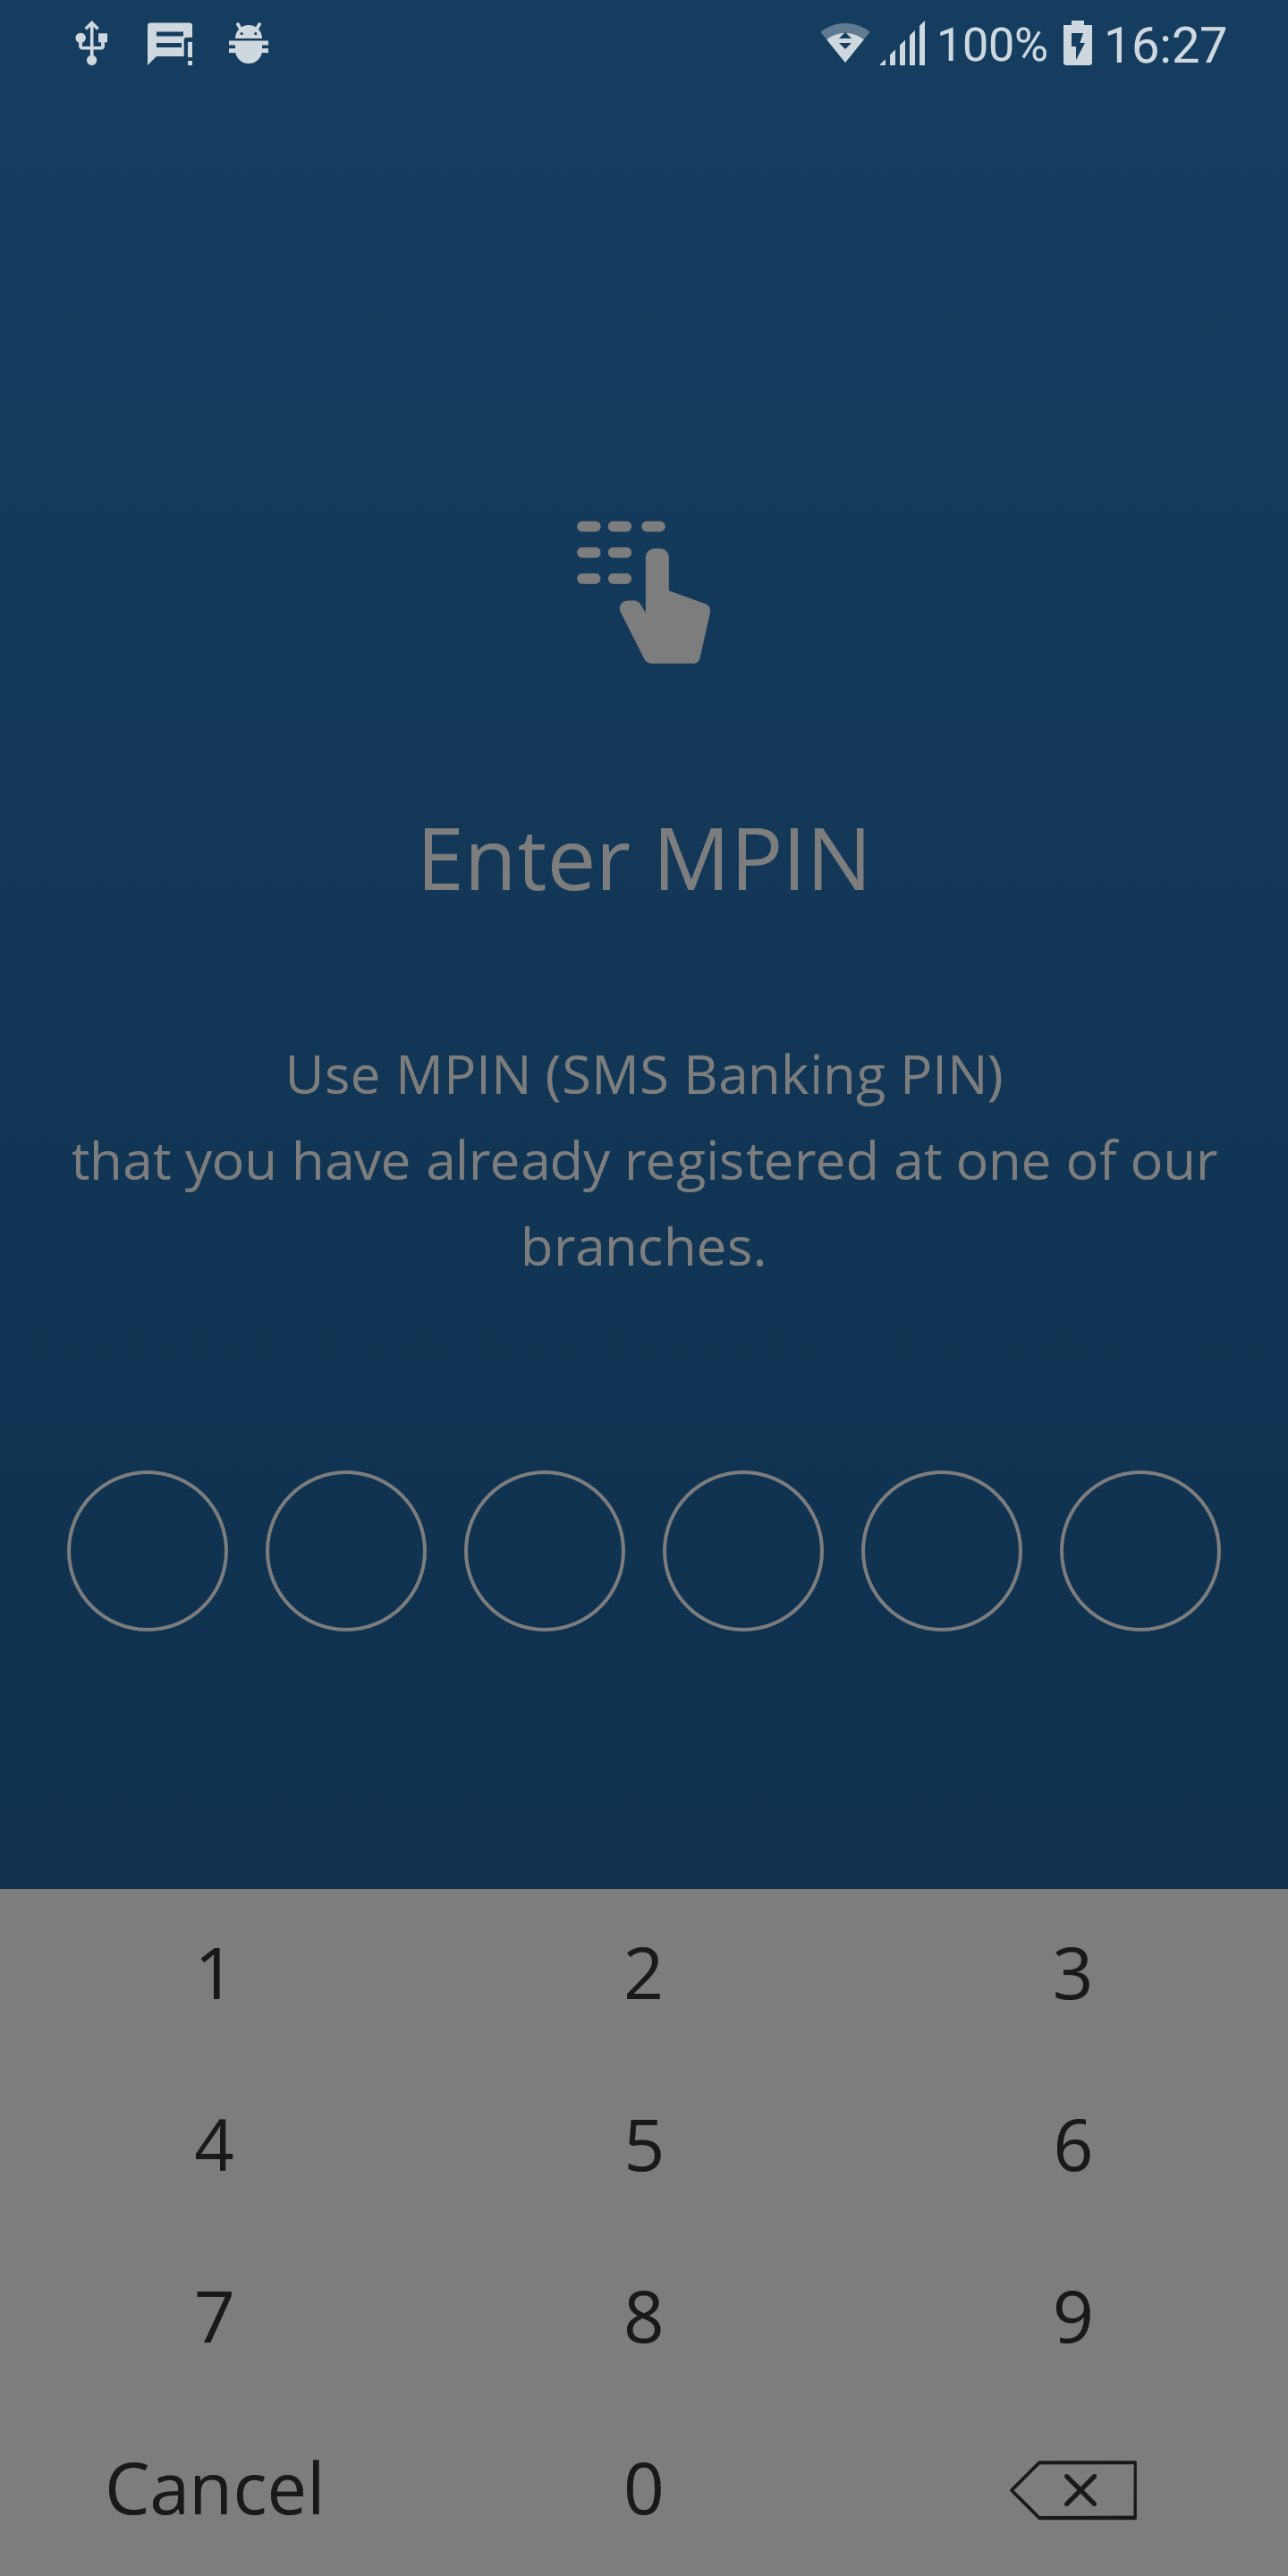 100% 16:27
Enter MPIN
Use MPIN (SMS Banking PIN)
that you have already registered at one of our
branches.
1 2 3
4 5 6
7 8 9
Cancel 0